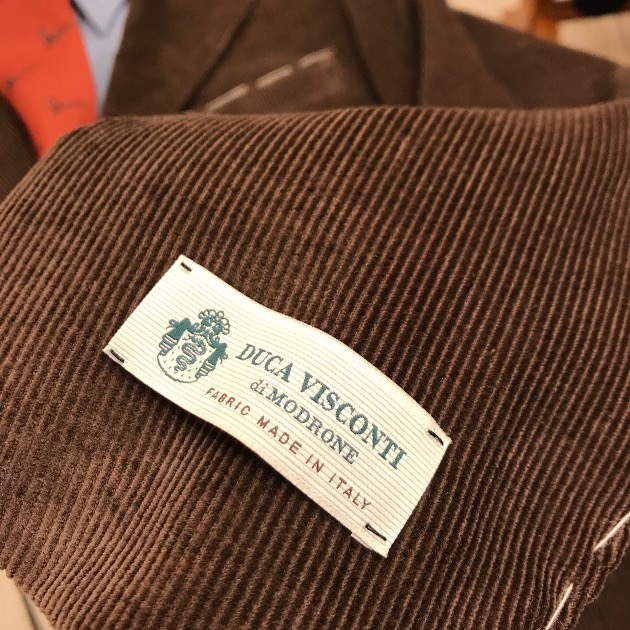 DUCA VISCONTI
di MODRONE
FABRIC MADE IN ITALY